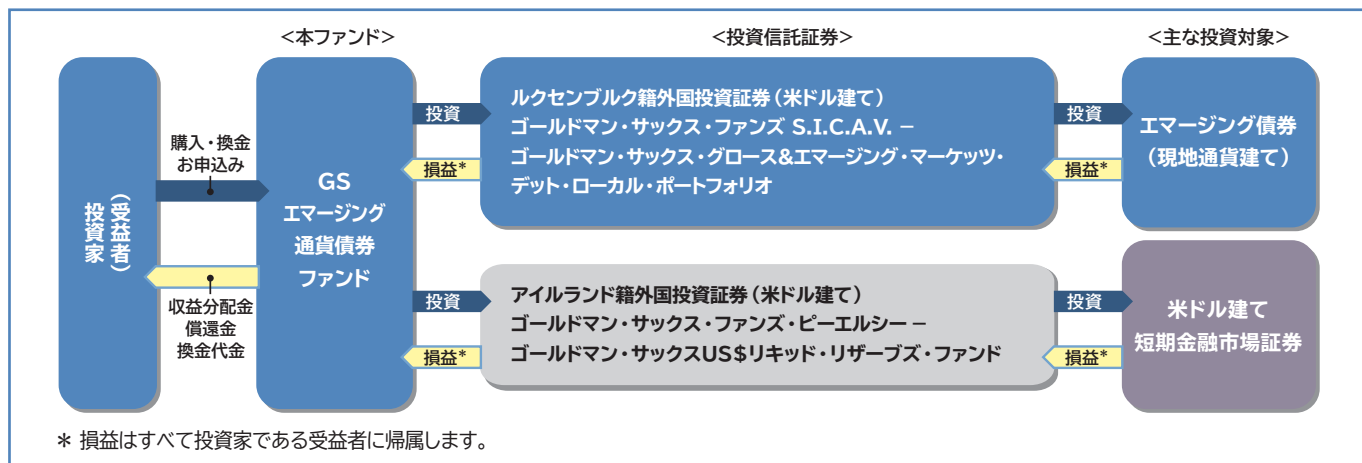 <本ファンド>
<投資信託証券>
<主な投資対象>
投資家
（受益者）
購入・換金
お申込み
収益分配金
償還金
換金代金
GS
エマージング
通貨債券
ファンド
投資
損益*
ルクセンブルク籍外国投資証券（米ドル建て）
ゴールドマン・サックス・ファンズ S.I.C.A.V. －
ゴールドマン・サックス・グロース&エマージング・マーケッツ・
デット・ローカル・ポートフォリオ
投資
損益*
エマージング債券
（現地通貨建て）
投資
損益*
アイルランド籍外国投資証券（米ドル建て）
ゴールドマン・サックス・ファンズ・ピーエルシー －
ゴールドマン・サックスUS$リキッド・リザーブズ・ファンド
投資
損益*
米ドル建て
短期金融市場証券
* 損益はすべて投資家である受益者に帰属します。